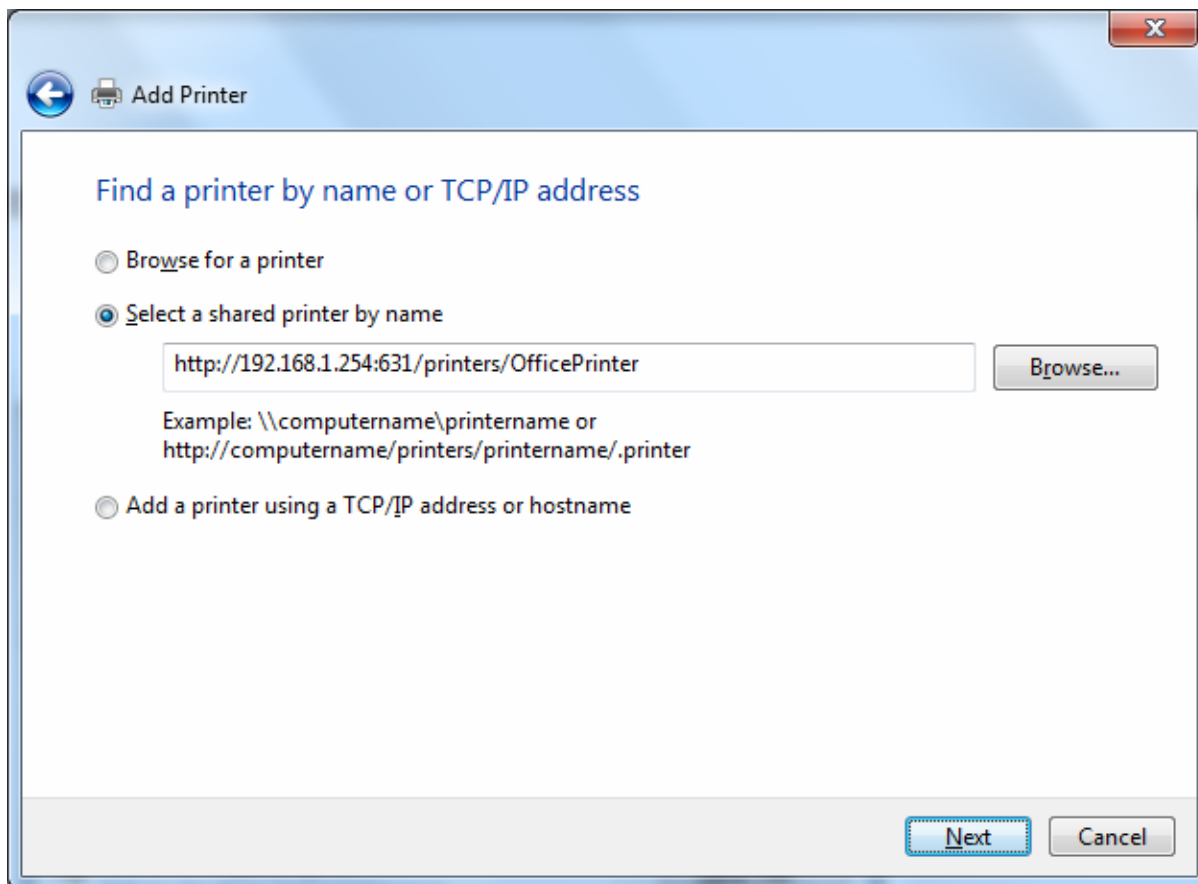 Add Printer
Find a printer by name or TCP/IP address
Browse for a printer
Select a shared printer by name
http://192.168.1.254:631/printers/OfficePrinter
Browse...
Example: \\computername\printername or
http://computername/printers/printername/.printer
Add a printer using a TCP/IP address or hostname
Next Cancel